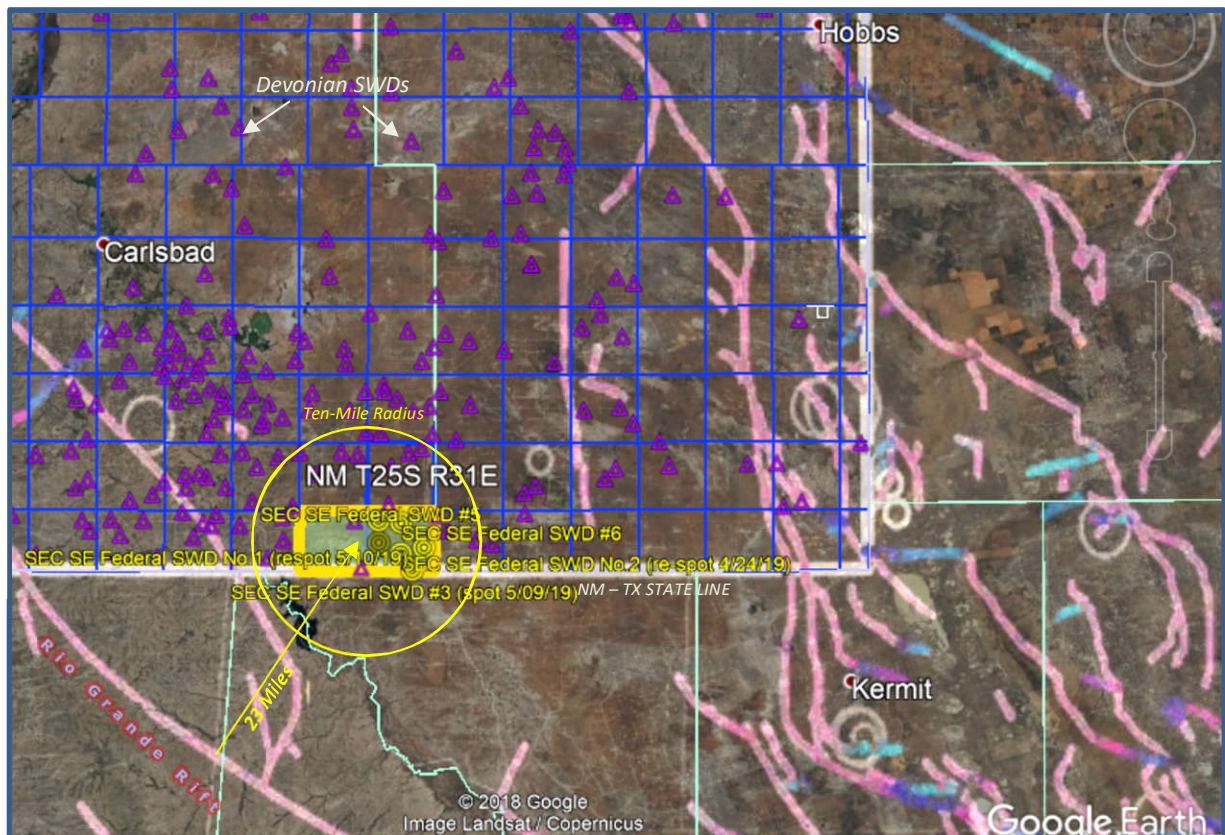 Hobbs
Devonian SWDs
Carlsbad
Ten-Mile Radius
NM T25S R31E
SEC SE Federal SWD #5
SEC SE Federal SWD #6
SEC SE Federal SWD No.1 (respot 5/10/19)
SEC SE Federal SWD No.2 (re-spot 4/24/19)
SEC SE Federal SWD #3 (spot 5/09/19)
NM – TX STATE LINE
Rio Grande Rift
23 Miles
Kermit
© 2018 Google
Image Landsat / Copernicus
Google Earth